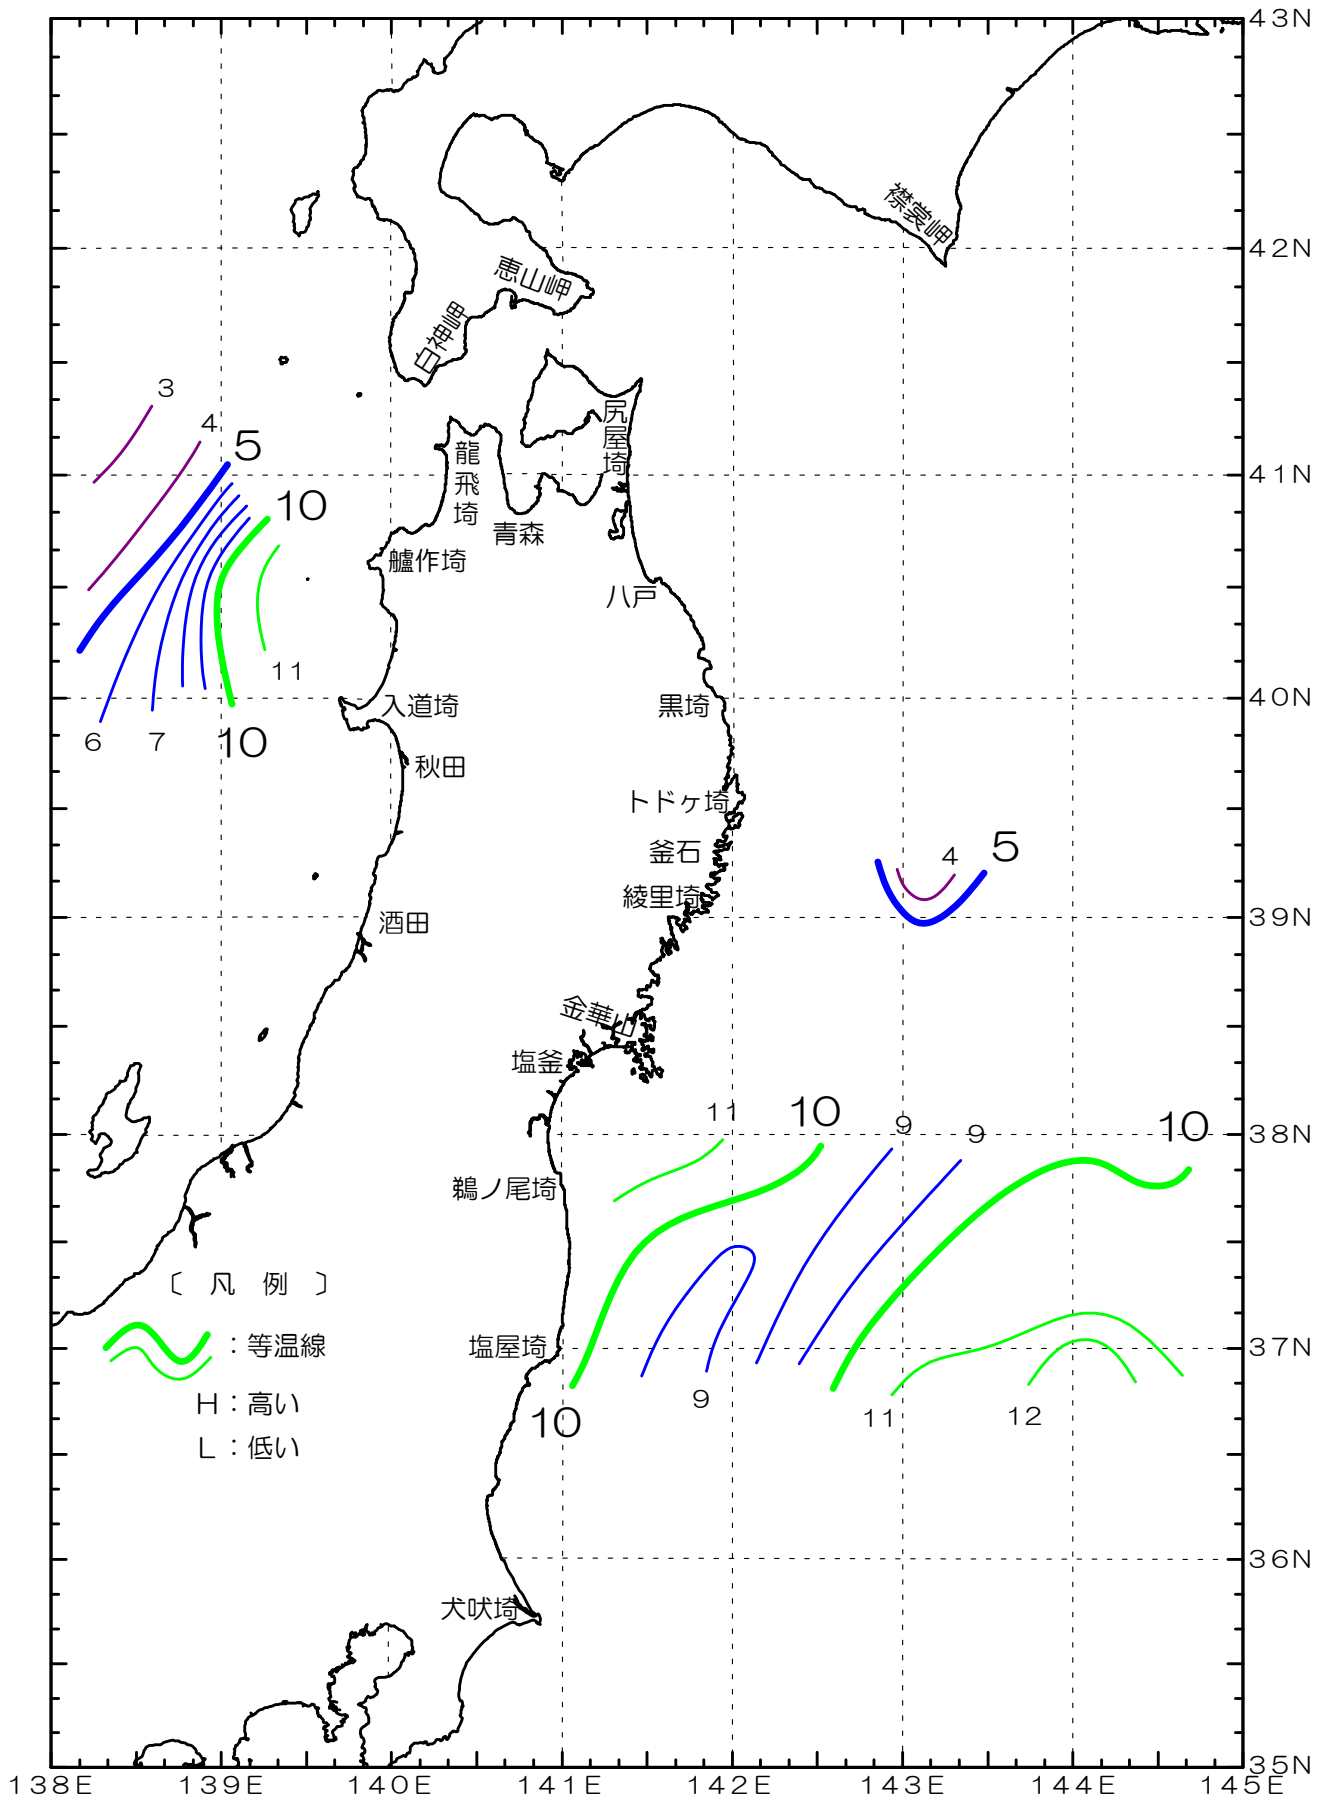 43N
襟裳岬
42N
恵山岬
白神岬
3
4
5
尻屋埼
龍飛埼
41N
10
青森
艫作埼
八戸
11
入道埼
黒埼
40N
6
7
10
秋田
トドヶ埼
釜石
4
5
綾里埼
39N
酒田
金華山
塩釜
11
10
9
9
10
38N
鵜ノ尾埼
〔 凡 例 〕
:等温線
塩屋埼
37N
H:高い
9
10
11
12
L:低い
36N
犬吠埼
35N
138E
139E
140E
141E
142E
143E
144E
145E